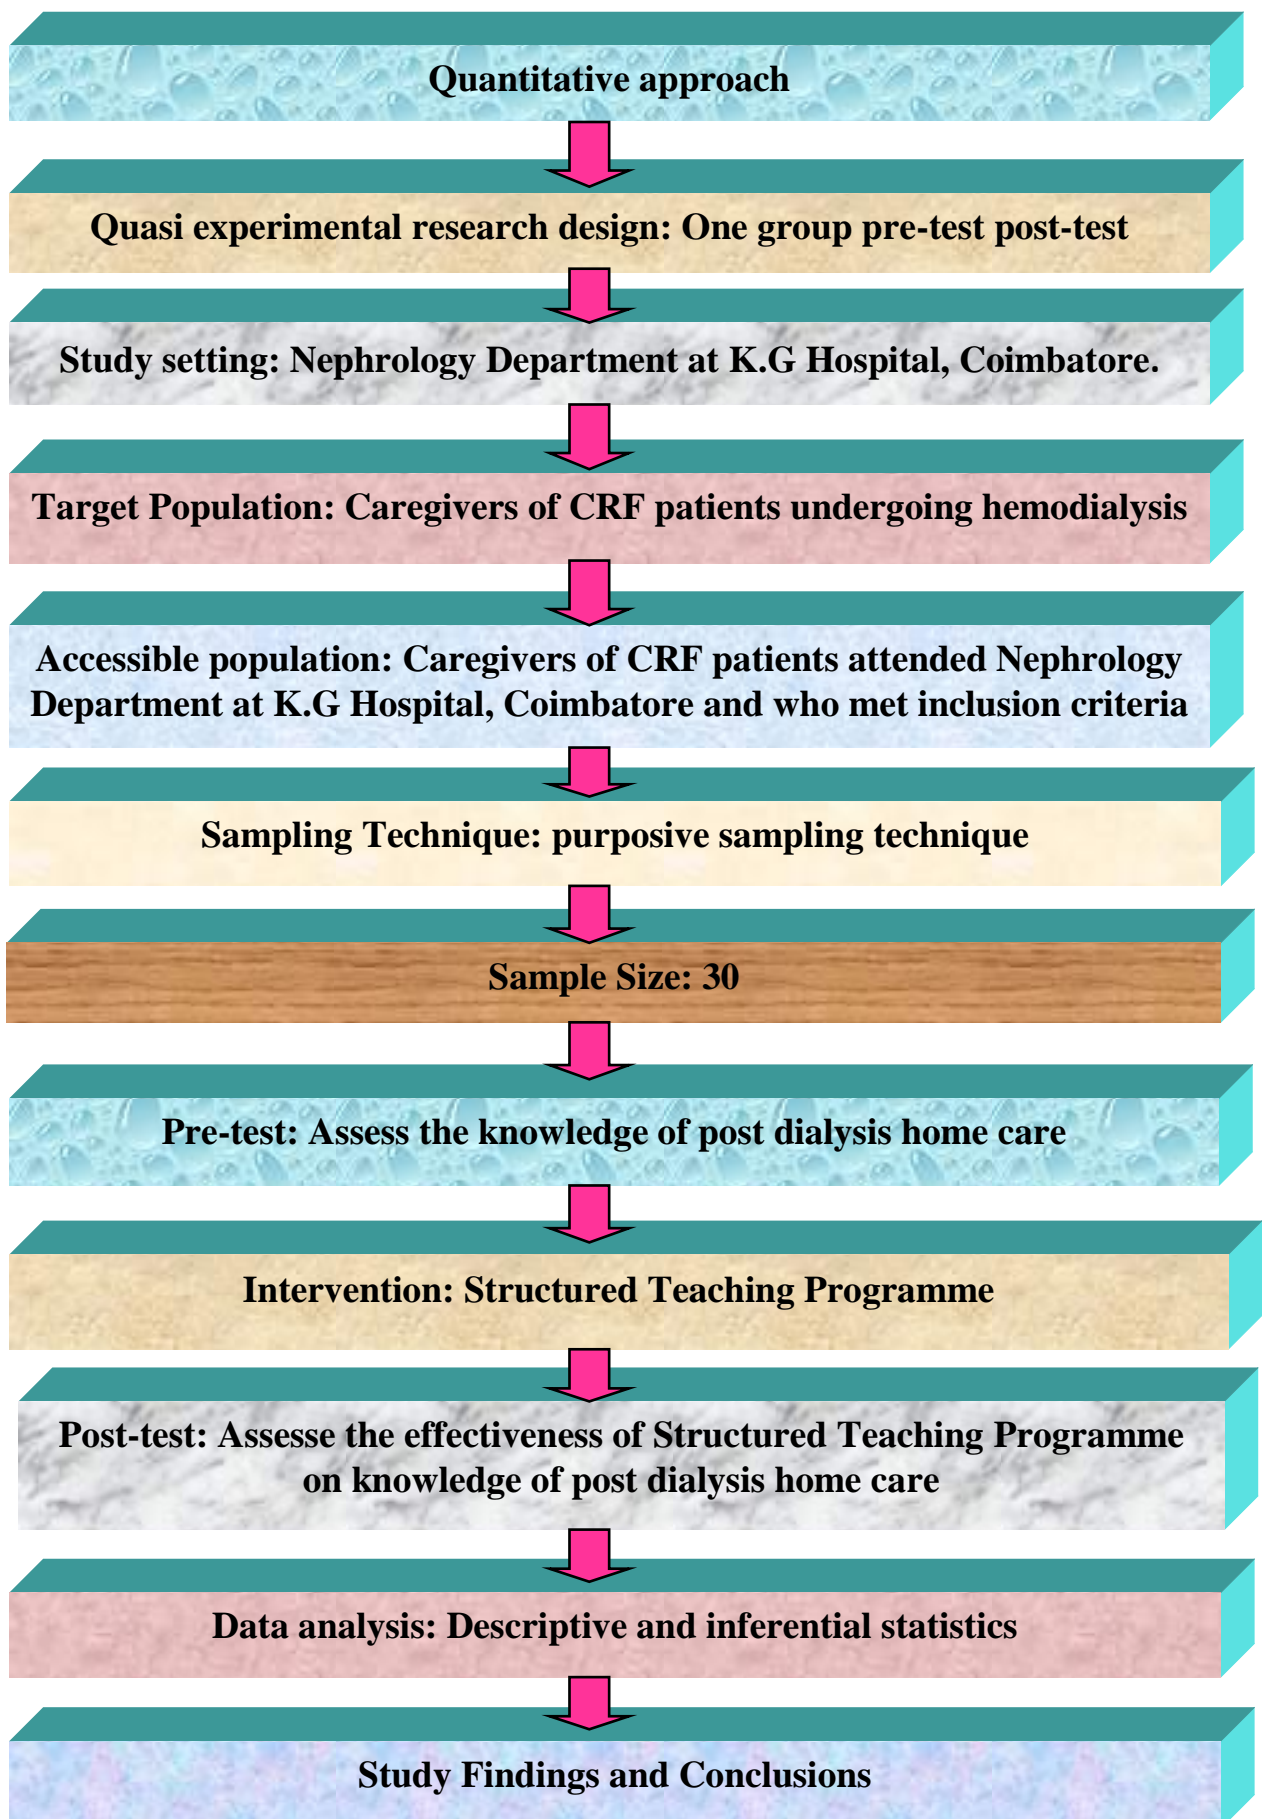 Quantitative approach
Quasi experimental research design: One group pre-test post-test
Study setting: Nephrology Department at K.G Hospital, Coimbatore.
Target Population: Caregivers of CRF patients undergoing hemodialysis
Accessible population: Caregivers of CRF patients attended Nephrology
Department at K.G Hospital, Coimbatore and who met inclusion criteria
Sampling Technique: purposive sampling technique
Sample Size: 30
Pre-test: Assess the knowledge of post dialysis home care
Intervention: Structured Teaching Programme
Post-test: Assesse the effectiveness of Structured Teaching Programme
on knowledge of post dialysis home care
Data analysis: Descriptive and inferential statistics
Study Findings and Conclusions